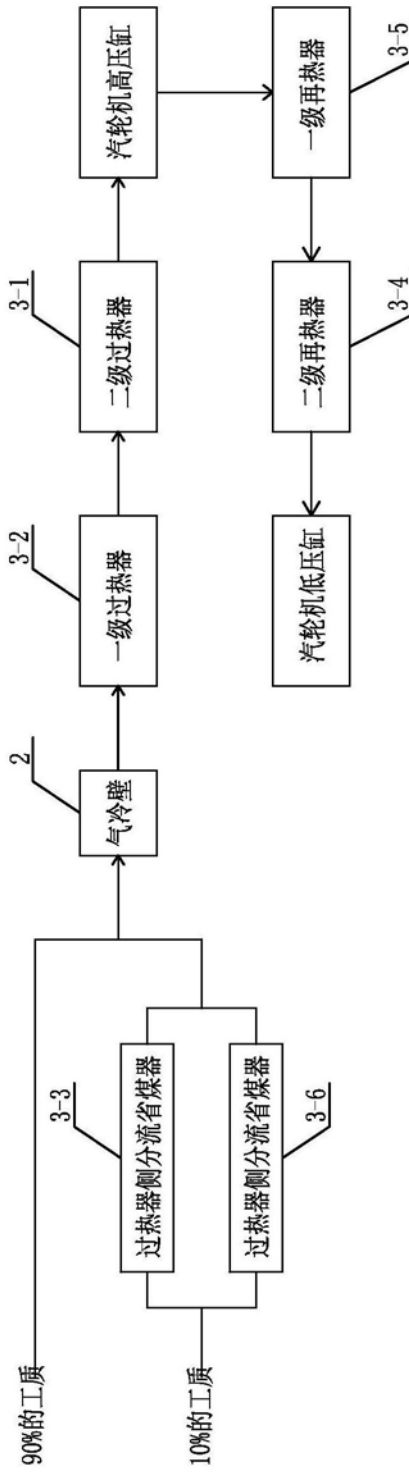 90%的工质
10%的工质
3-3
过热器侧分流省煤器
过热器侧分流省煤器
3-6
2
气冷壁
3-2
一级过热器
3-1
二级过热器
汽轮机高压缸
汽轮机低压缸
二级再热器
3-4
一级再热器
3-5